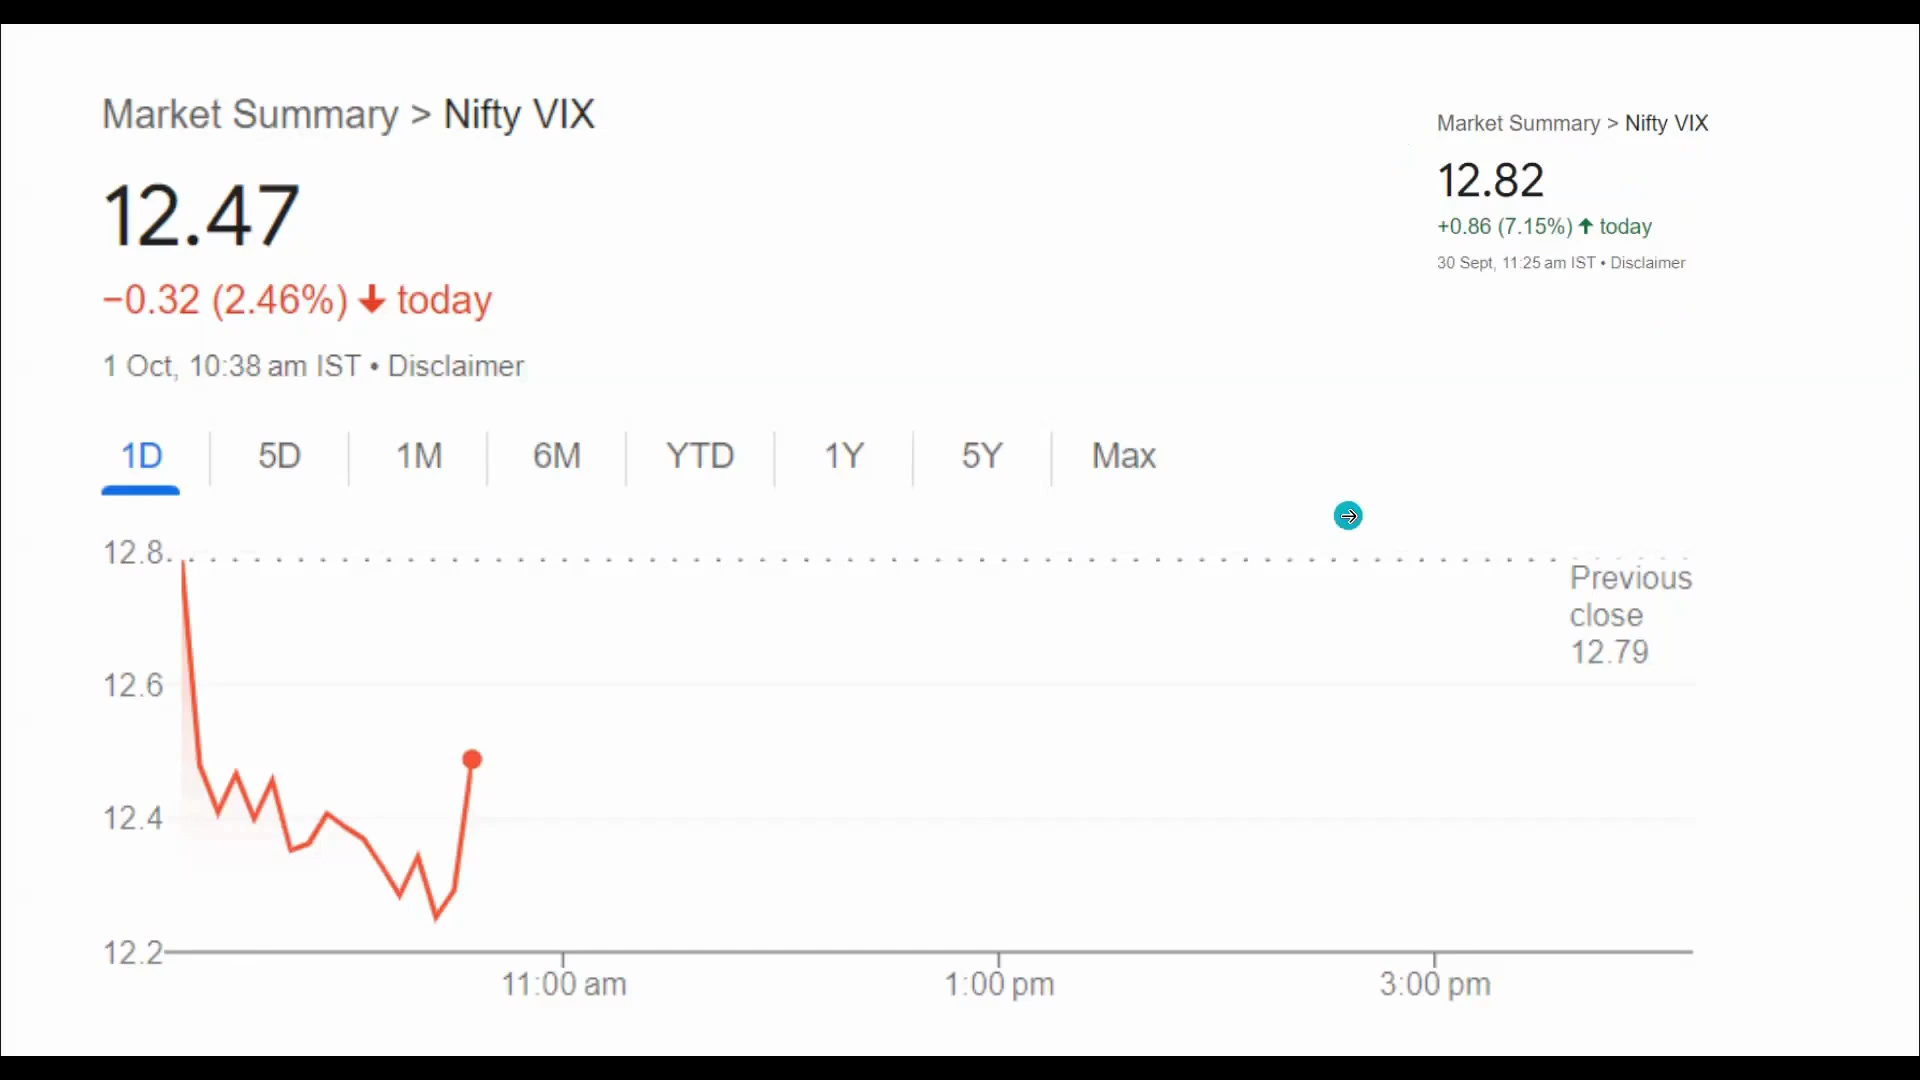 Market Summary > Nifty VIX
12.47
−0.32 (2.46%) ↓ today
1 Oct, 10:38 am IST • Disclaimer
Market Summary > Nifty VIX
12.82
+0.86 (7.15%) ↑ today
30 Sept, 11:25 am IST • Disclaimer
1D 5D 1M 6M YTD 1Y 5Y Max
12.8
Previous
close
12.79
12.6
12.4
12.2
11:00 am 1:00 pm 3:00 pm